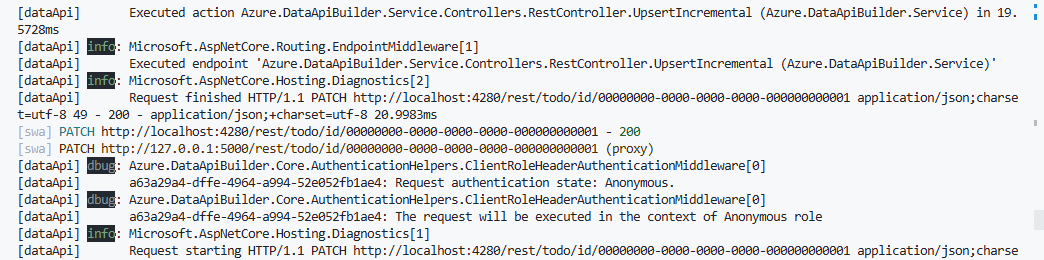 [dataApi]       Executed action Azure.DataApiBuilder.Service.Controllers.RestController.UpsertIncremental (Azure.DataApiBuilder.Service) in 19.
5728ms
[dataApi] info: Microsoft.AspNetCore.Routing.EndpointMiddleware[1]
[dataApi]       Executed endpoint 'Azure.DataApiBuilder.Service.Controllers.RestController.UpsertIncremental (Azure.DataApiBuilder.Service)'
[dataApi] info: Microsoft.AspNetCore.Hosting.Diagnostics[2]
[dataApi]       Request finished HTTP/1.1 PATCH http://localhost:4280/rest/todo/id/00000000-0000-0000-0000-000000000001 application/json;charse
t=utf-8 49 - 200 - application/json;+charset=utf-8 20.9983ms
[swa] PATCH http://localhost:4280/rest/todo/id/00000000-0000-0000-0000-000000000001 - 200
[swa] PATCH http://127.0.0.1:5000/rest/todo/id/00000000-0000-0000-0000-000000000001 (proxy)
[dataApi] dbug: Azure.DataApiBuilder.Core.AuthenticationHelpers.ClientRoleHeaderAuthenticationMiddleware[0]
[dataApi]       a63a29a4-dffe-4964-a994-52e052fb1ae4: Request authentication state: Anonymous.
[dataApi] dbug: Azure.DataApiBuilder.Core.AuthenticationHelpers.ClientRoleHeaderAuthenticationMiddleware[0]
[dataApi]       a63a29a4-dffe-4964-a994-52e052fb1ae4: The request will be executed in the context of Anonymous role
[dataApi] info: Microsoft.AspNetCore.Hosting.Diagnostics[1]
[dataApi]       Request starting HTTP/1.1 PATCH http://localhost:4280/rest/todo/id/00000000-0000-0000-0000-000000000001 application/json;charse